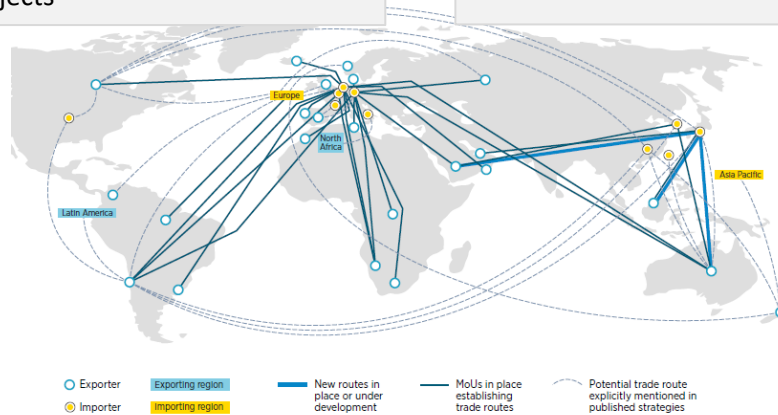 jects
Europe
North
Africa
Asia Pacific
Latin America
Exporter
Exporting region
New routes in
place or under
development
MoUs in place
establishing
trade routes
Potential trade route
explicitly mentioned in
published strategies
Importer
Importing region